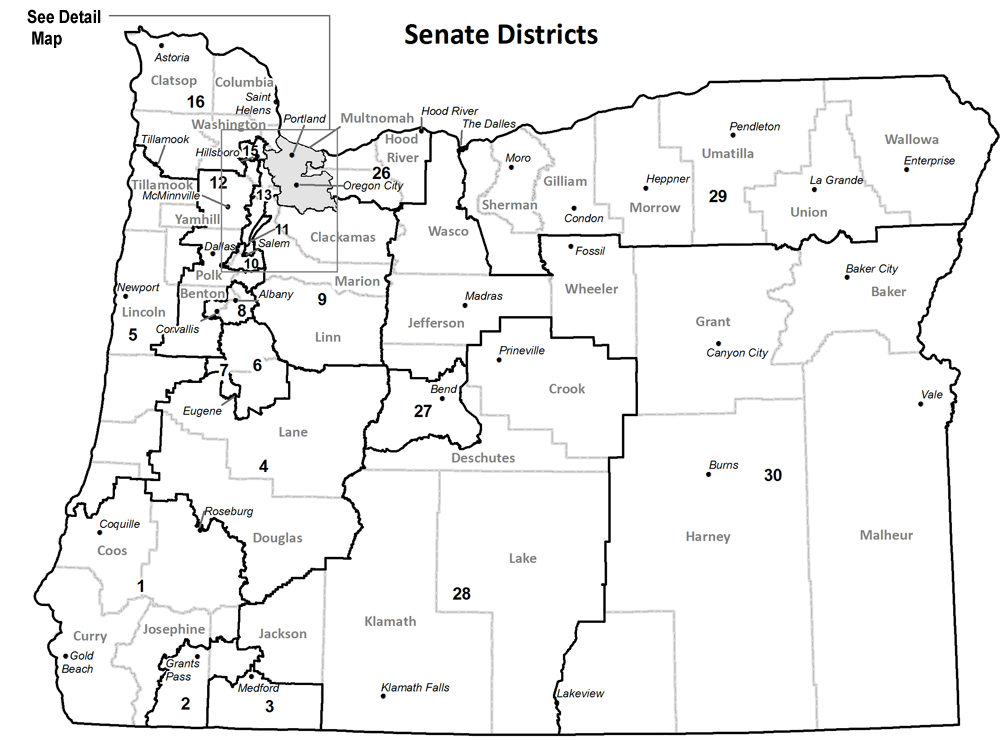 See Detail
Map
Senate Districts
Astoria
Clatsop
Columbia
16
Saint
Helens
Washington
Portland
Multnomah
Hood River
The Dalles
Tillamook
Hillsboro
15
Hood
River
26
Oregon City
Moro
Sherman
Gilliam
Condon
Heppner
Morrow
Pendleton
Umatilla
29
La Grande
Union
Wallowa
Enterprise
Tillamook
12
McMinnville
13
Yamhill
11
Clackamas
Wasco
Dallas
Salem
10
Polk
Marion
Fossil
Wheeler
Baker City
Baker
Benton
Albany
8
9
Newport
Lincoln
5
Corvallis
Linn
Madras
Jefferson
Grant
Canyon City
Prineville
Crook
7
6
Eugene
Bend
27
Vale
Lane
4
Deschutes
Burns
30
Roseburg
Coquille
Coos
Douglas
Lake
Harney
Malheur
1
28
Curry
Josephine
Jackson
Klamath
Gold
Beach
Grants
Pass
Medford
2
3
Klamath Falls
Lakeview